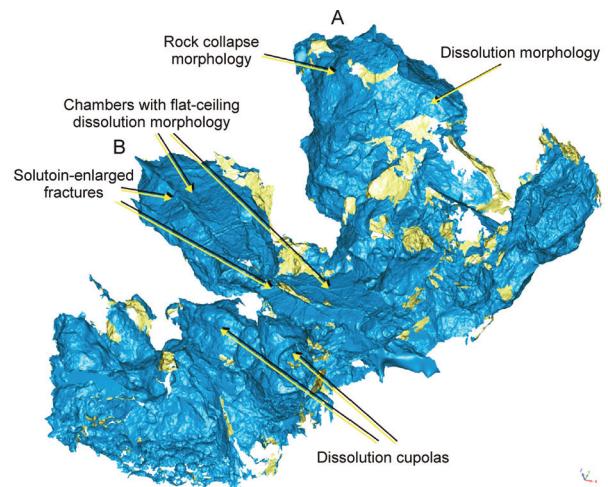 A
Rock collapse
morphology
Dissolution morphology
Chambers with flat-ceiling
dissolution morphology
B
Solutoin-enlarged
fractures
Dissolution cupolas